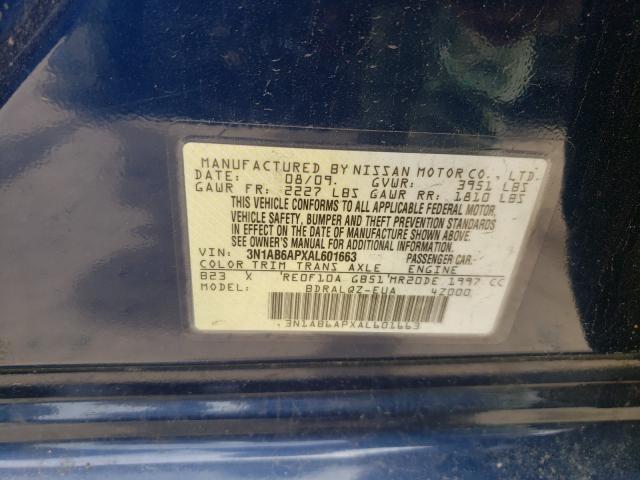 MANUFACTURED BY NISSAN MOTOR CO., LTD.
DATE: 08/09. GVWR: 3951 LBS
GAWR FR: 2227 LBS GAWR RR: 1810 LBS
THIS VEHICLE CONFORMS TO ALL APPLICABLE FEDERAL MOTOR
VEHICLE SAFETY, BUMPER AND THEFT PREVENTION STANDARDS
IN EFFECT ON THE DATE OF MANUFACTURE SHOWN ABOVE.
SEE OWNER'S MANUAL FOR ADDITIONAL INFORMATION.
VIN: 3N1AB6APXAL601663 PASSENGER CAR
COLOR TRIM TRANS AXLE ENGINE
B23 X RE0F10A GB51 MR20DE 1997 CC
MODEL: BDRALQZ-EUA 4Z000
3N1AB6APXAL601663